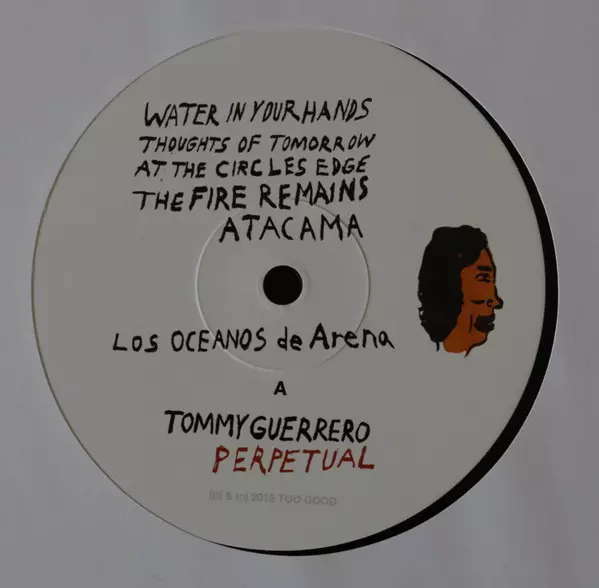 WATER IN YOUR HANDS
THOUGHTS OF TOMORROW
AT THE CIRCLES EDGE
THE FIRE REMAINS
ATACAMA
LOS OCEANOS de Arena
A
TOMMY GUERRERO
PERPETUAL
(p) & (c) 2015 TOO GOOD